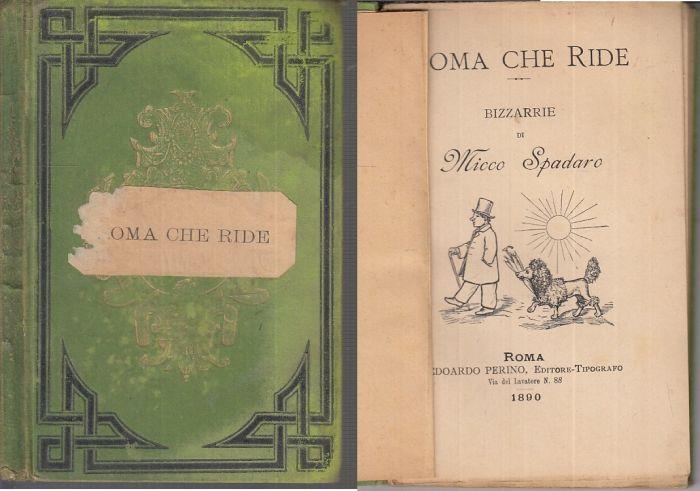 OMA CHE RIDE
OMA CHE RIDE
BIZZARRIE
DI
Micco Spadaro
ROMA
EDOARDO PERINO, EDITORE-TIPOGRAFO
Via del Lavatore N. 88
1890